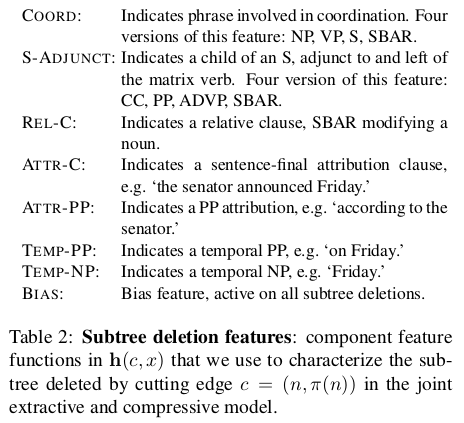 COORD: Indicates phrase involved in coordination. Four
versions of this feature: NP, VP, S, SBAR.
S-ADJUNCT: Indicates a child of an S, adjunct to and left of
the matrix verb. Four version of this feature:
CC, PP, ADVP, SBAR.
REL-C: Indicates a relative clause, SBAR modifying a
noun.
ATTR-C: Indicates a sentence-final attribution clause,
e.g. ‘the senator announced Friday.’
ATTR-PP: Indicates a PP attribution, e.g. ‘according to the
senator.’
TEMP-PP: Indicates a temporal PP, e.g. ‘on Friday.’
TEMP-NP: Indicates a temporal NP, e.g. ‘Friday.’
BIAS: Bias feature, active on all subtree deletions.
Table 2: Subtree deletion features: component feature
functions in h(c, x) that we use to characterize the sub-
tree deleted by cutting edge c = (n, π(n)) in the joint
extractive and compressive model.